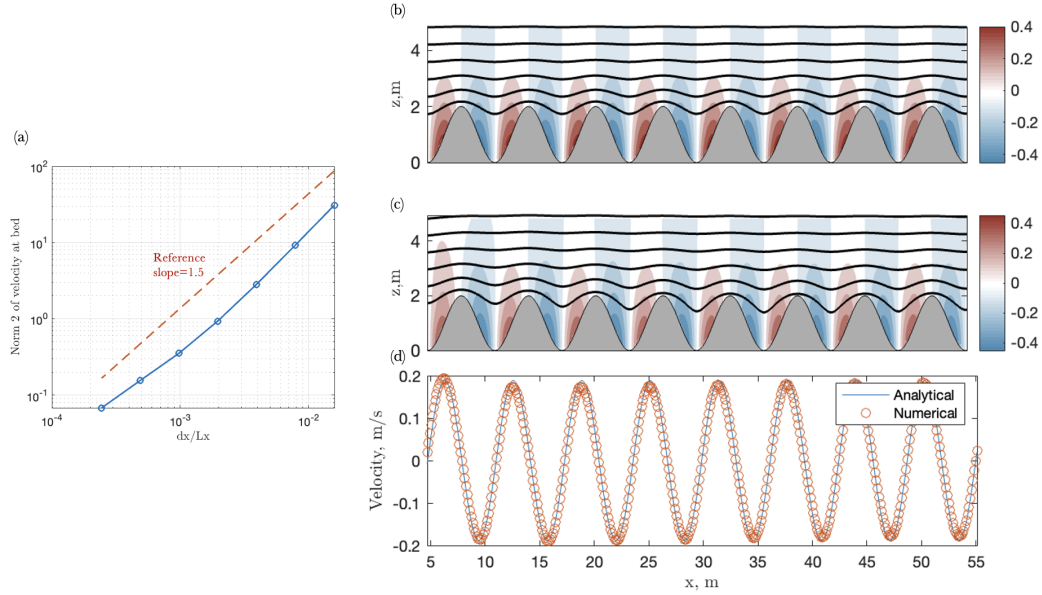 (a)
10^2
10^1
10^0
10^-1
10^-4
10^-3
10^-2
Norm 2 of velocity at bed
Reference
slope=1.5
dx/Lx
(b)
4
2
0
z,m
0.4
0.2
0
-0.2
-0.4
(c)
4
2
0
z,m
0.4
0.2
0
-0.2
-0.4
(d)
0.2
0.1
0
-0.1
-0.2
Velocity, m/s
Analytical
Numerical
5 10 15 20 25 30 35 40 45 50 55
x, m